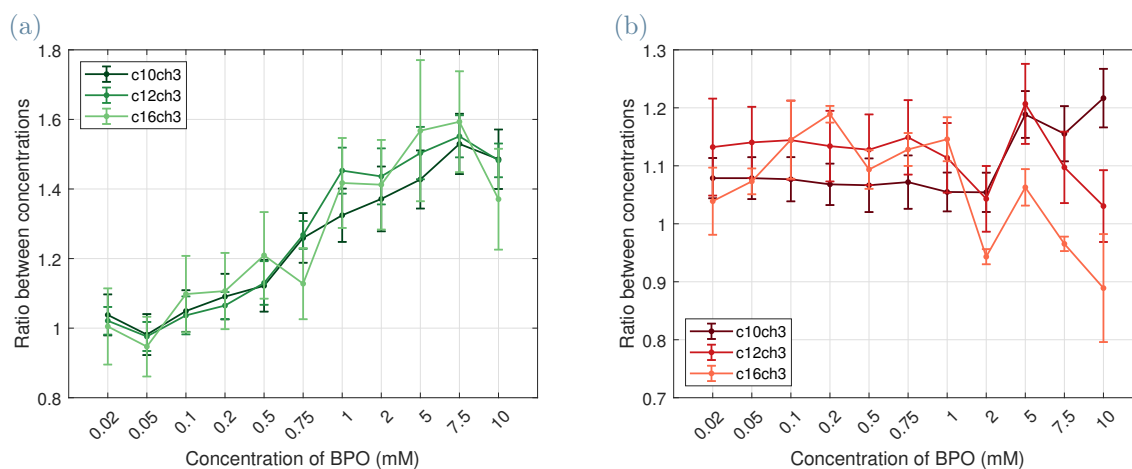 (a)
1.8
1.6
1.4
1.2
1
0.8
Ratio between concentrations
c10ch3
c12ch3
c16ch3
0.02 0.05 0.1 0.2 0.5 0.75 1 2 5 7.5 10
Concentration of BPO (mM)
(b)
1.3
1.2
1.1
1
0.9
0.8
0.7
Ratio between concentrations
c10ch3
c12ch3
c16ch3
0.02 0.05 0.1 0.2 0.5 0.75 1 2 5 7.5 10
Concentration of BPO (mM)